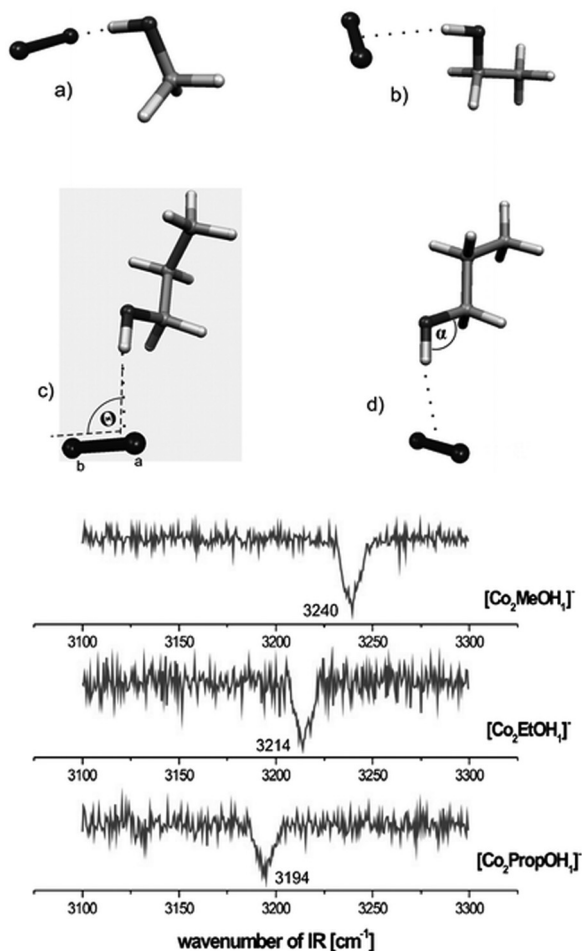 a)
b)
c)
Θ
b
a
α
d)
3240
[Co₂MeOH₁]⁻
3100 3150 3200 3250 3300
3214
[Co₂EtOH₁]⁻
3100 3150 3200 3250 3300
3194
[Co₂PropOH₁]⁻
3100 3150 3200 3250 3300
wavenumber of IR [cm⁻¹]